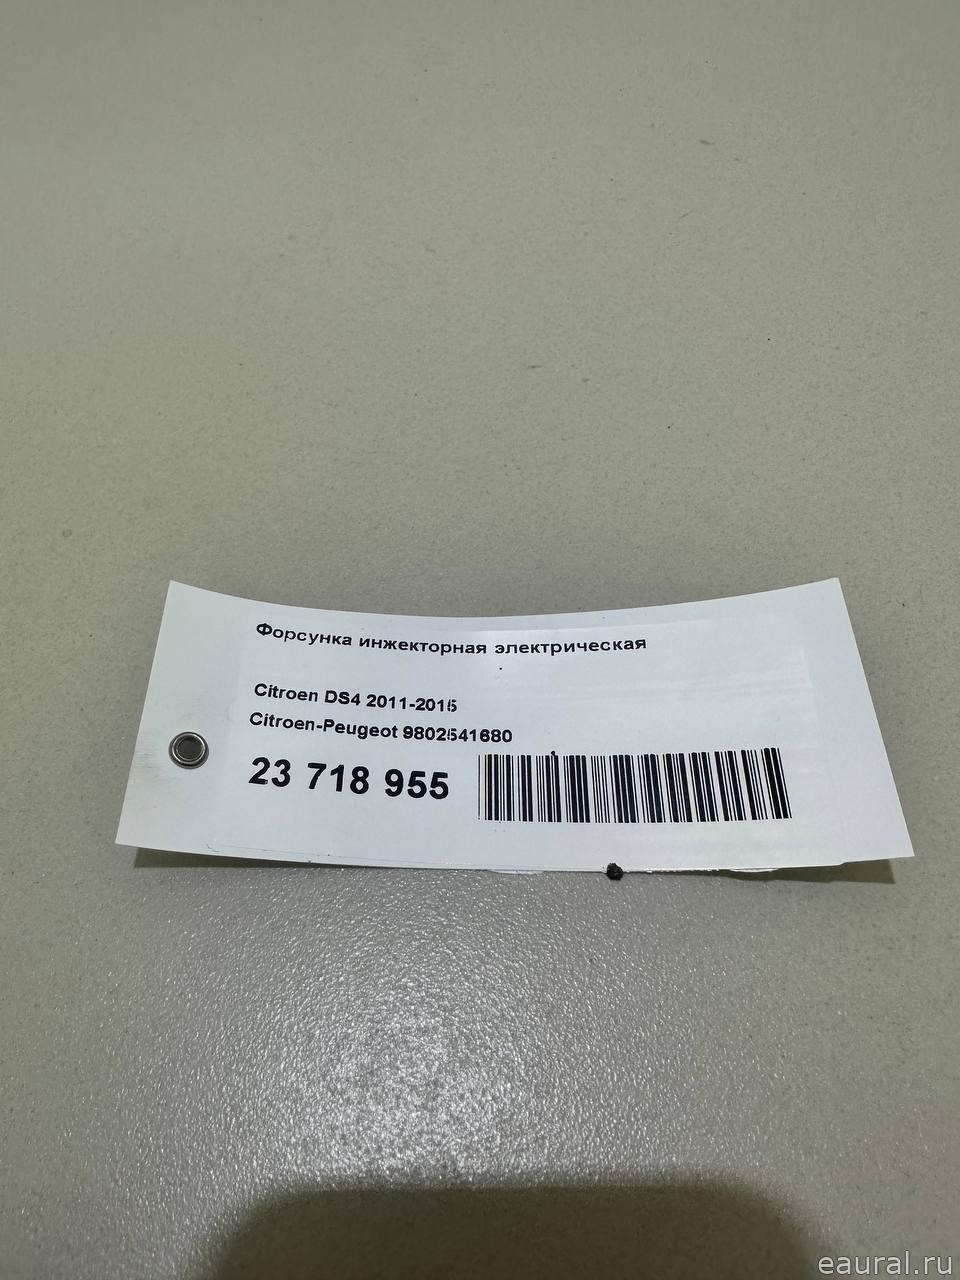 Форсунка инжекторная электрическая
Citroen DS4 2011-2015
Citroen-Peugeot 9802541680
23 718 955
eaural.ru